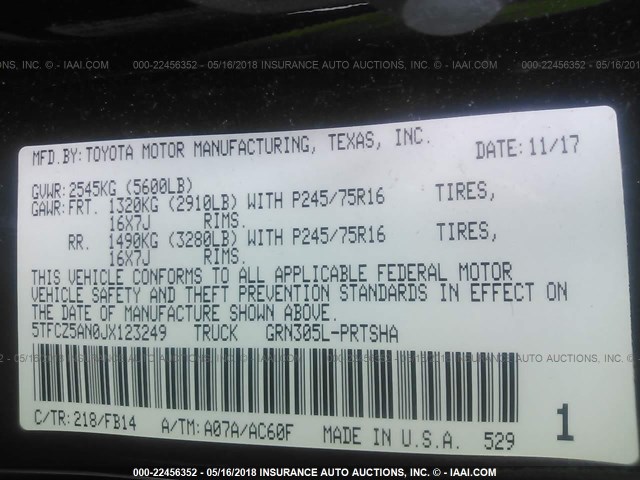 000-22456352 - 05/16/2018 INSURANCE AUTO AUCTIONS, INC. - IAAI.COM
MFD.BY:TOYOTA MOTOR MANUFACTURING, TEXAS, INC. DATE:11/17
GVWR:2545KG (5600LB)
GAWR:FRT. 1320KG (2910LB) WITH P245/75R16 TIRES,
16X7J RIMS.
RR. 1490KG (3280LB) WITH P245/75R16 TIRES,
16X7J RIMS.
THIS VEHICLE CONFORMS TO ALL APPLICABLE FEDERAL MOTOR
VEHICLE SAFETY AND THEFT PREVENTION STANDARDS IN EFFECT ON
THE DATE OF MANUFACTURE SHOWN ABOVE.
5TFCZ5AN0JX123249 TRUCK GRN305L-PRTSHA
C/TR:218/FB14 A/TM:A07A/AC60F MADE IN U.S.A. 529 1
000-22456352 - 05/16/2018 INSURANCE AUTO AUCTIONS, INC. - IAAI.COM